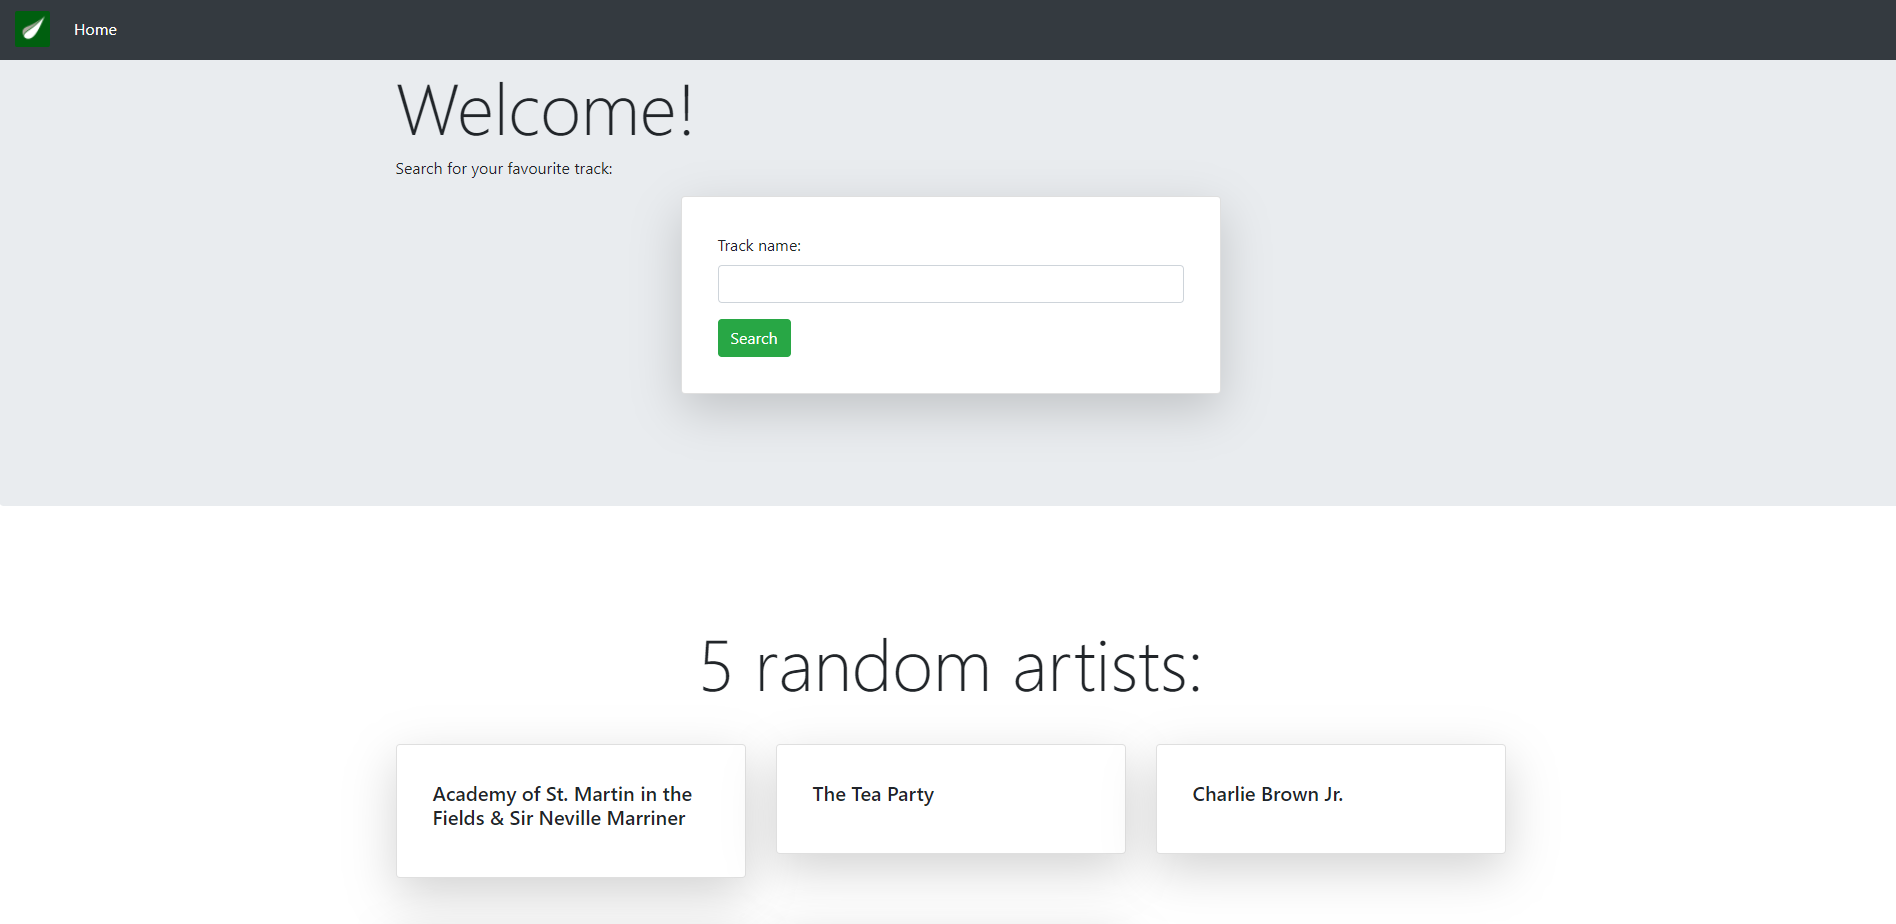 Home
Welcome!
Search for your favourite track:
Track name:
Search
5 random artists:
Academy of St. Martin in the
Fields & Sir Neville Marriner
The Tea Party
Charlie Brown Jr.